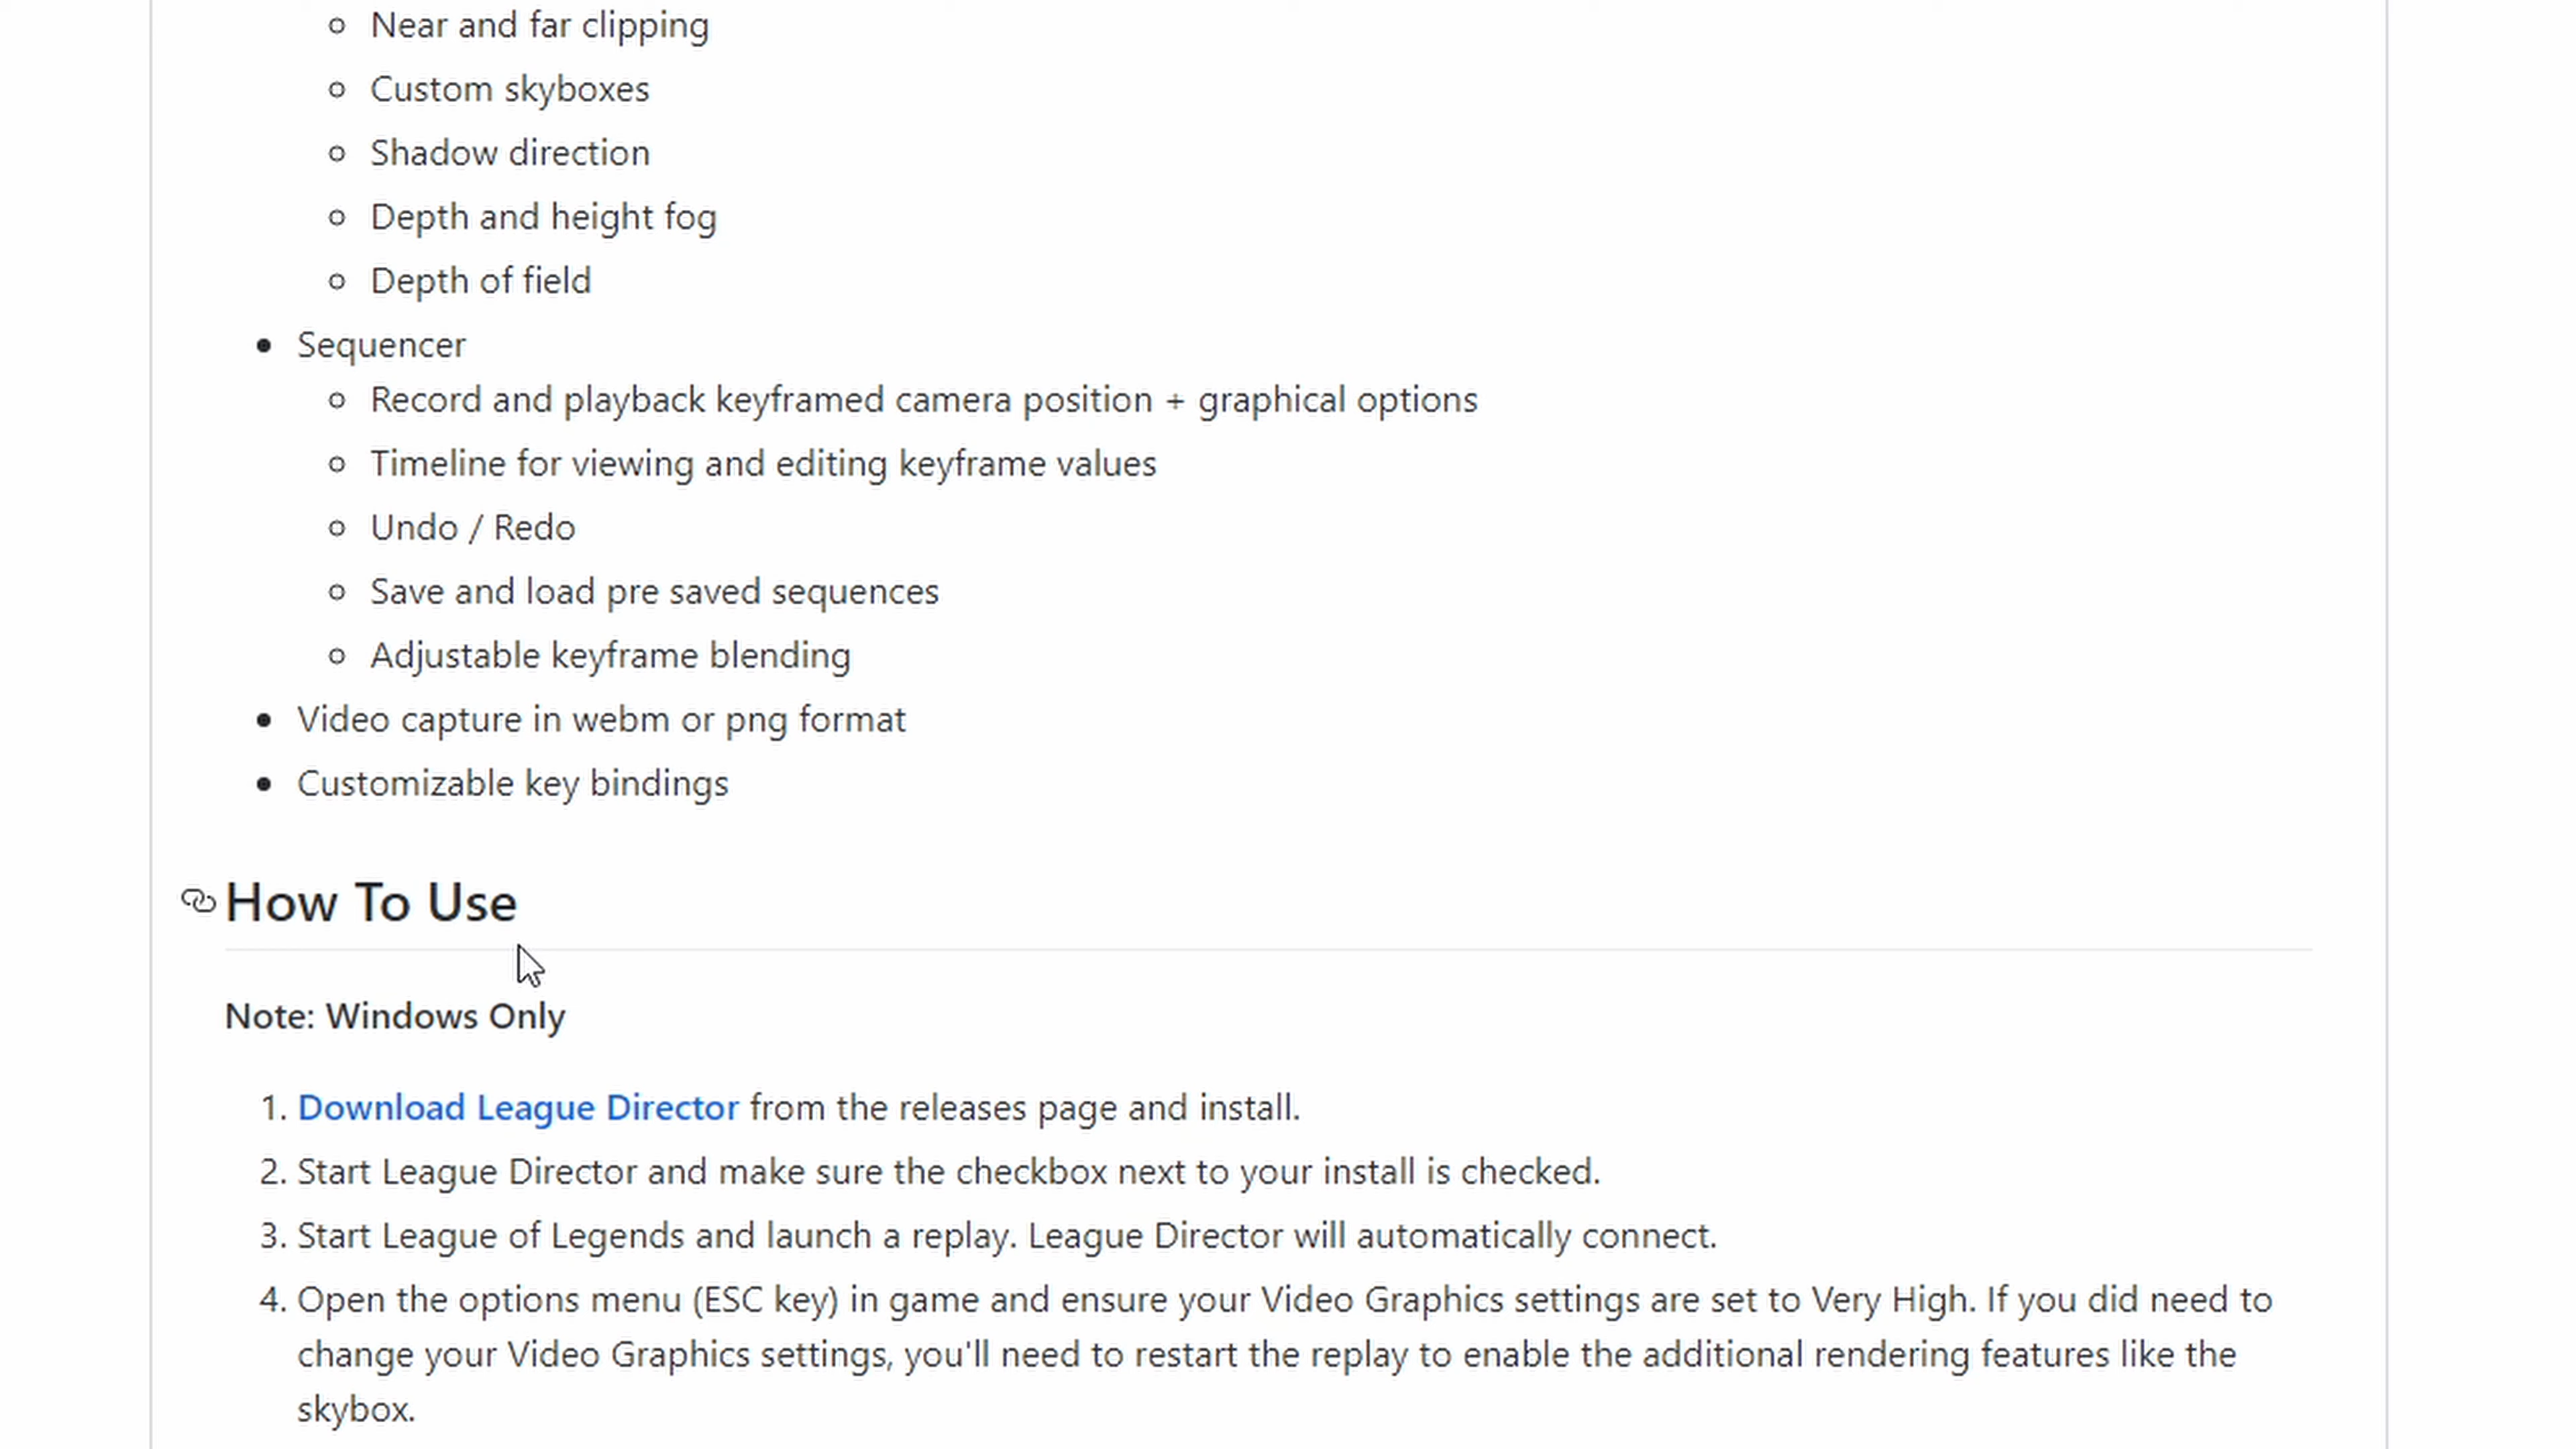 Near and far clipping
Custom skyboxes
Shadow direction
Depth and height fog
Depth of field
Sequencer
Record and playback keyframed camera position + graphical options
Timeline for viewing and editing keyframe values
Undo / Redo
Save and load pre saved sequences
Adjustable keyframe blending
Video capture in webm or png format
Customizable key bindings
How To Use
Note: Windows Only
1. Download League Director from the releases page and install.
2. Start League Director and make sure the checkbox next to your install is checked.
3. Start League of Legends and launch a replay. League Director will automatically connect.
4. Open the options menu (ESC key) in game and ensure your Video Graphics settings are set to Very High. If you did need to
change your Video Graphics settings, you'll need to restart the replay to enable the additional rendering features like the
skybox.